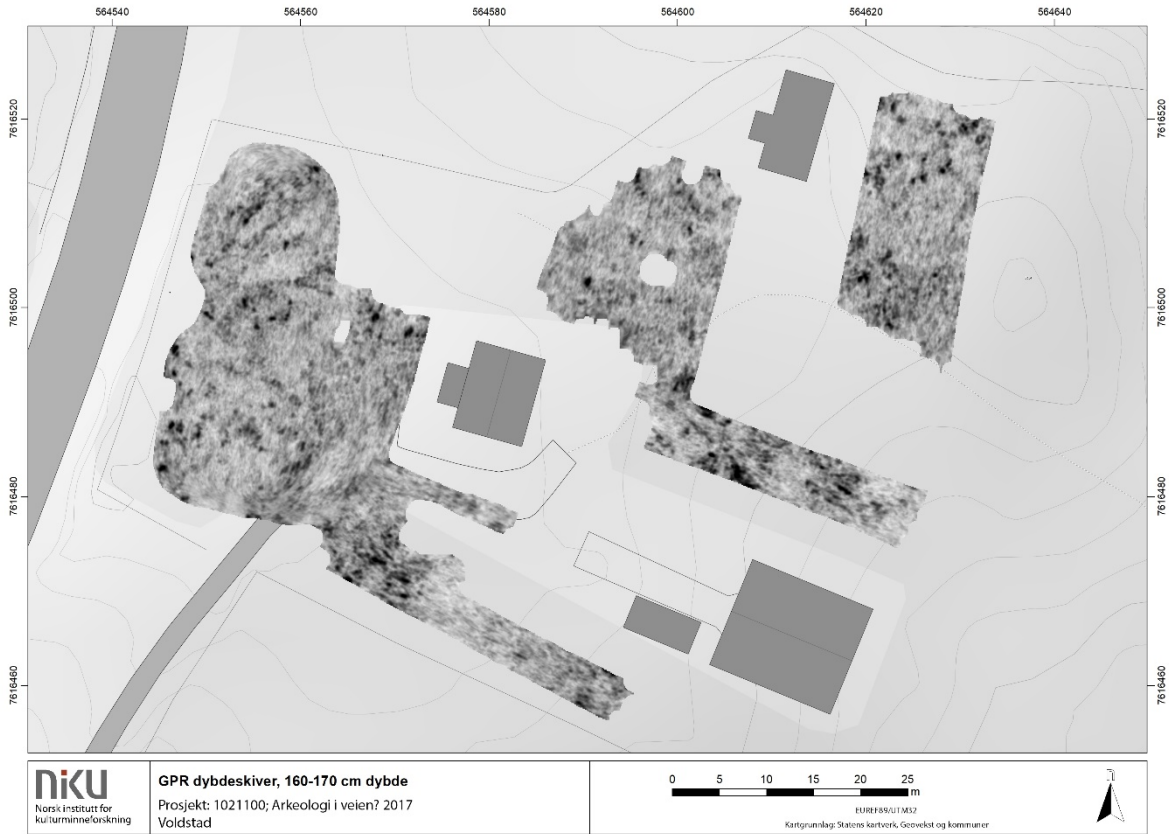 564540 564560 564580 564600 564620 564640
7616520 7616520
7616500 7616500
7616480 7616480
7616460 7616460
niku
Norsk institutt for
kulturminneforskning
GPR dybdeskiver, 160-170 cm dybde
Prosjekt: 1021100; Arkeologi i veien? 2017
Voldstad
0 5 10 15 20 25
m
EUREF89/UTM32
Kartgrunnlag: Statens kartverk, Geovekst og kommuner